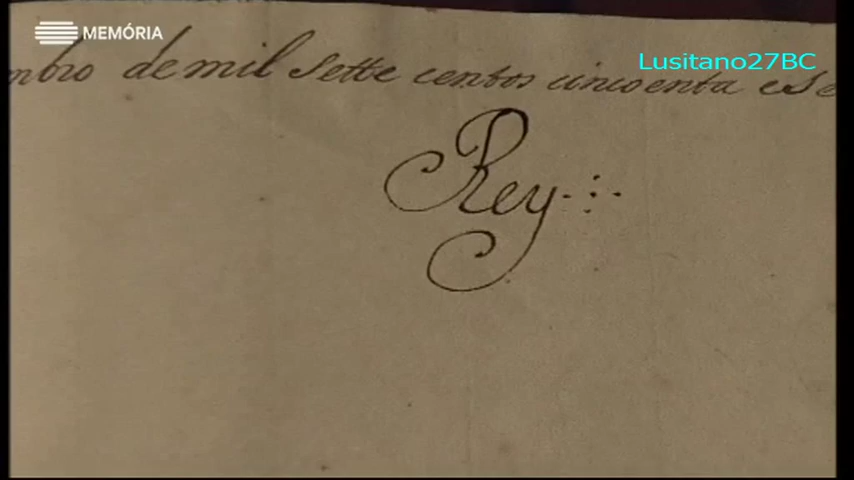 MEMÓRIA
Lusitano27BC
mbro de mil Sette centos cincoenta e Se
Rey